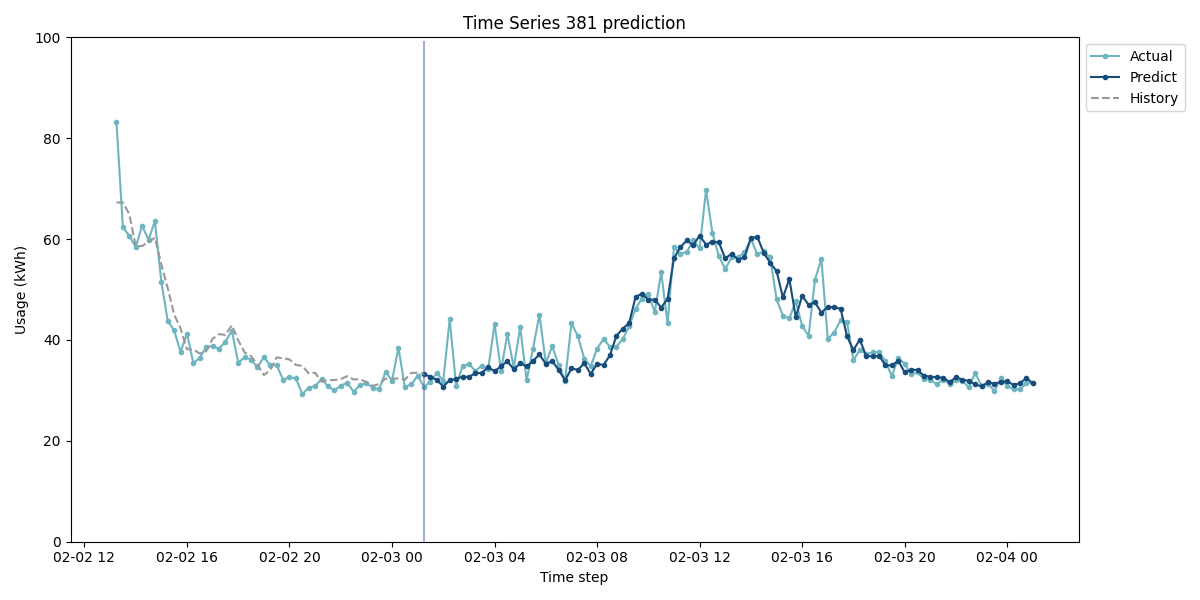 Time Series 381 prediction
100
80
60
40
20
0
Usage (kWh)
02-02 12
02-02 16
02-02 20
02-03 00
02-03 04
02-03 08
02-03 12
02-03 16
02-03 20
02-04 00
Time step
Actual
Predict
History